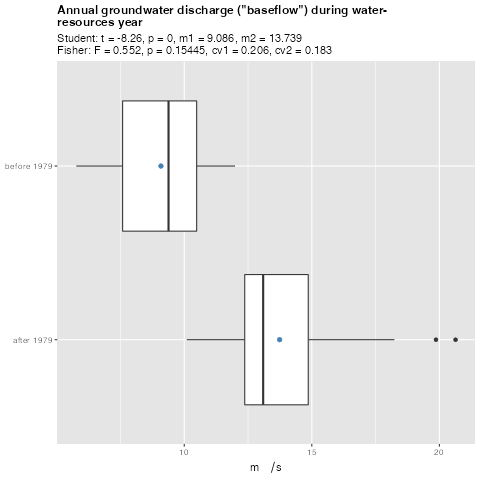 Annual groundwater discharge ("baseflow") during water-
resources year
Student: t = -8.26, p = 0, m1 = 9.086, m2 = 13.739
Fisher: F = 0.552, p = 0.15445, cv1 = 0.206, cv2 = 0.183
before 1979
after 1979
10 15 20
m /s